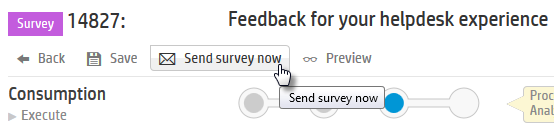 Survey 14827: Feedback for your helpdesk experience
Back Save Send survey now Preview
Send survey now
Consumption
Execute
Proc
Anal